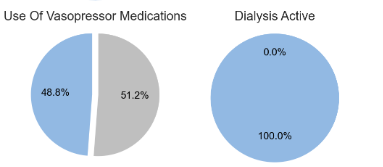 Use Of Vasopressor Medications
Dialysis Active
48.8%
51.2%
0.0%
100.0%